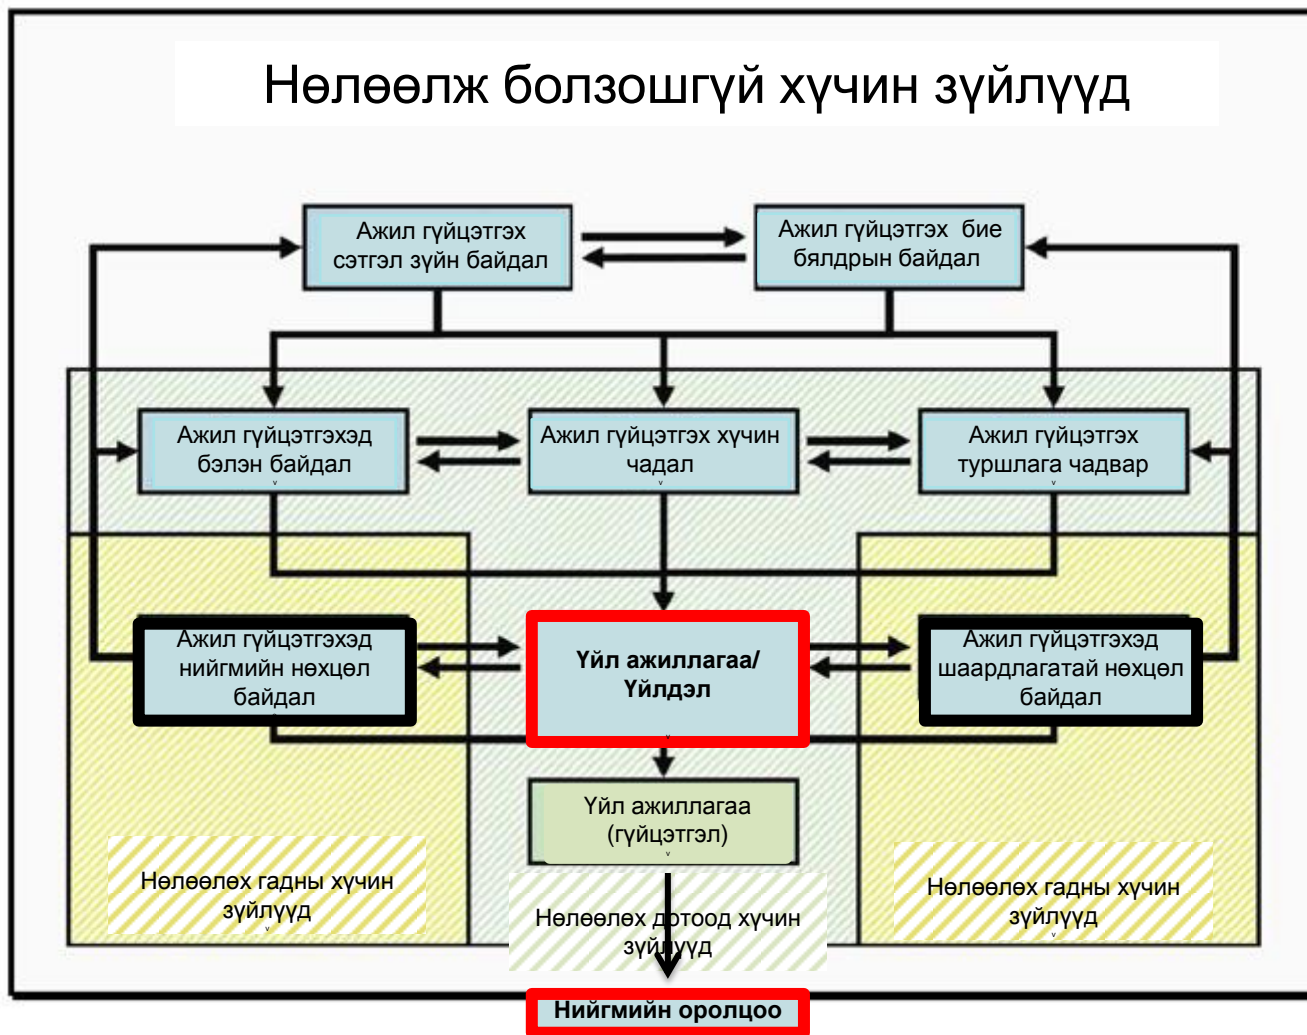 Нөлөөлж болзошгүй хүчин зүйлүүд
Ажил гүйцэтгэх
сэтгэл зүйн байдал
Ажил гүйцэтгэх бие
бялдрын байдал
Ажил гүйцэтгэхэд
бэлэн байдал
v
Ажил гүйцэтгэх хүчин
чадал
Ажил гүйцэтгэх
туршлага чадвар
v
Ажил гүйцэтгэхэд
нийгмийн нөхцөл
байдал
Үйл ажиллагаа/
Үйлдэл
v
Ажил гүйцэтгэхэд
шаардлагатай нөхцөл
байдал
Үйл ажиллагаа
(гүйцэтгэл)
v
Нөлөөлөх гадны хүчин
зүйлүүд
v
Нөлөөлөх дотоод хүчин
зүйлүүд
Нөлөөлөх гадны хүчин
зүйлүүд
v
Нийгмийн оролцоо